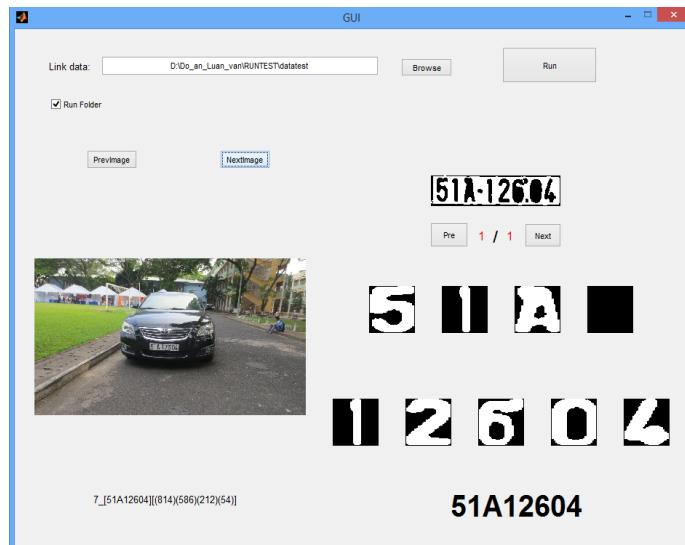 GUI
Link data: D:\Do_an_Luan_van\RUNTEST\datatest Browse Run
Run Folder
PrevImage NextImage
51A-126.04
Pre 1 / 1 Next
5 1 A
1 2 6 0 4
7_[51A12604][(814)(586)(212)(54)]
51A12604